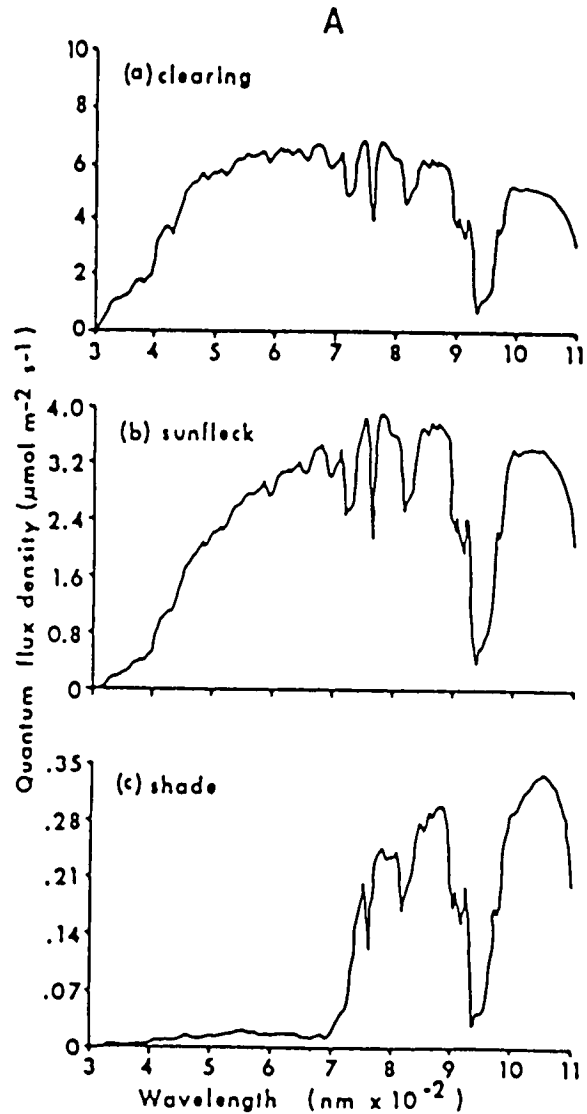 A
(a) clearing
10
8
6
4
2
0
3 4 5 6 7 8 9 10 11
(b) sunfleck
4.0
3.2
2.4
1.6
0.8
0
(c) shade
.35
.28
.21
.14
.07
0
3 4 5 6 7 8 9 10 11
Quantum flux density (μmol m-2 s-1)
Wavelength (nm x 10-2)